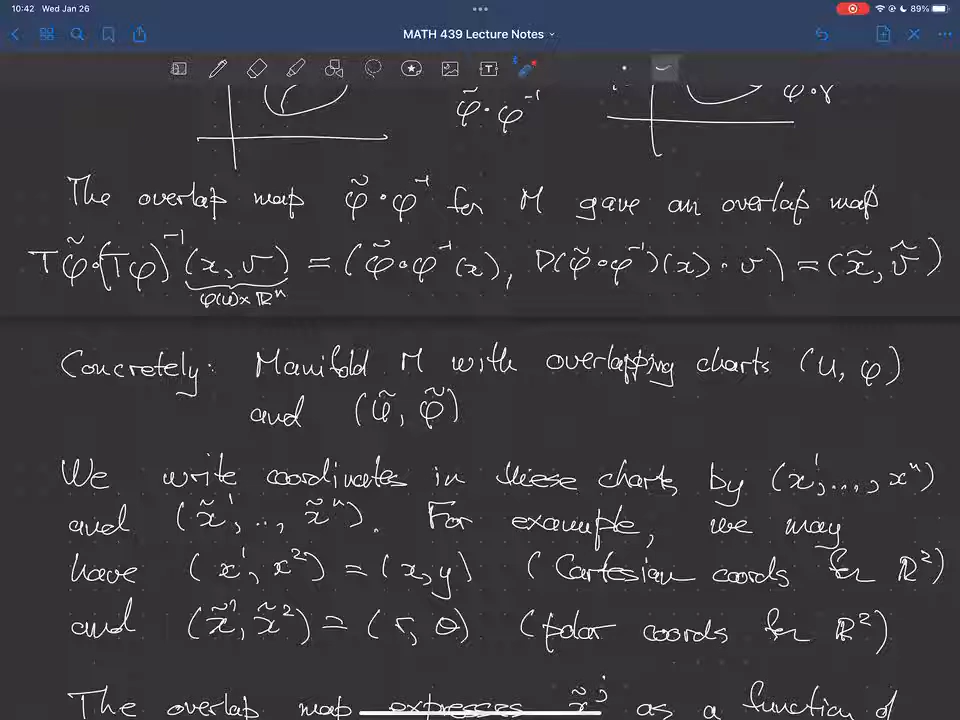 10:42 Wed Jan 26
89%
MATH 439 Lecture Notes
φ̃∘φ⁻¹
φ∘γ
The overlap map φ̃∘φ⁻¹ for M gave an overlap map
Tφ̃∘(Tφ)⁻¹(x, v) = (φ̃∘φ⁻¹(x), D(φ̃∘φ⁻¹)(x)·v) = (x̃, ṽ)
φ(U)×ℝⁿ
Concretely: Manifold M with overlapping charts (U, φ)
and (Ũ, φ̃)
We write coordinates in these charts by (x¹,...,xⁿ)
and (x̃¹,..,x̃ⁿ). For example, we may
have (x¹, x²) = (x,y) (Cartesian coords for ℝ²)
and (x̃¹, x̃²) = (r, θ) (polar coords for ℝ²)
The overlap map expresses x̃ʲ as a function of